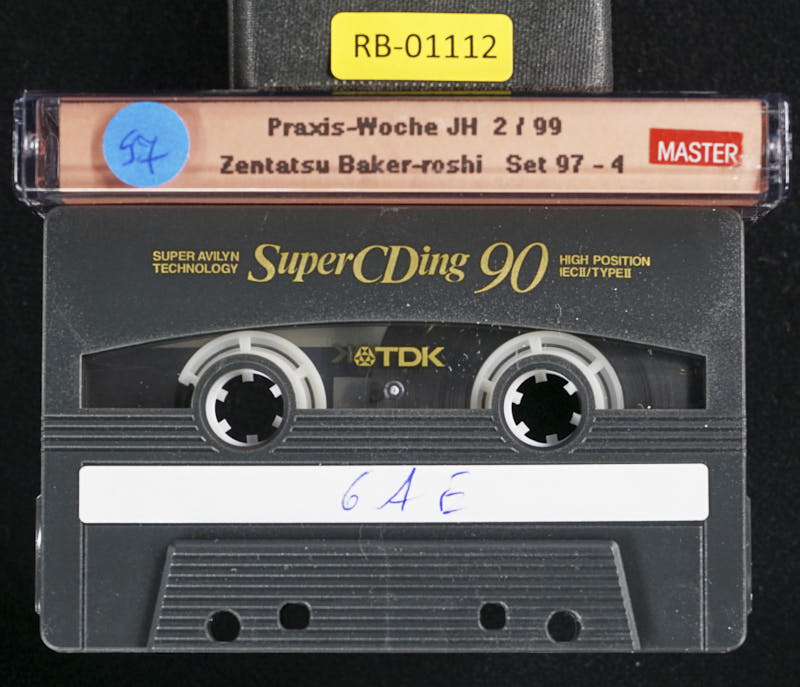 RB-01112
97
Praxis-Woche JH 2 / 99
Zentatsu Baker-roshi Set 97 - 4
MASTER
SUPER AVILYN
TECHNOLOGY
SuperCDing 90
HIGH POSITION
IECII/TYPEII
TDK
6 A E